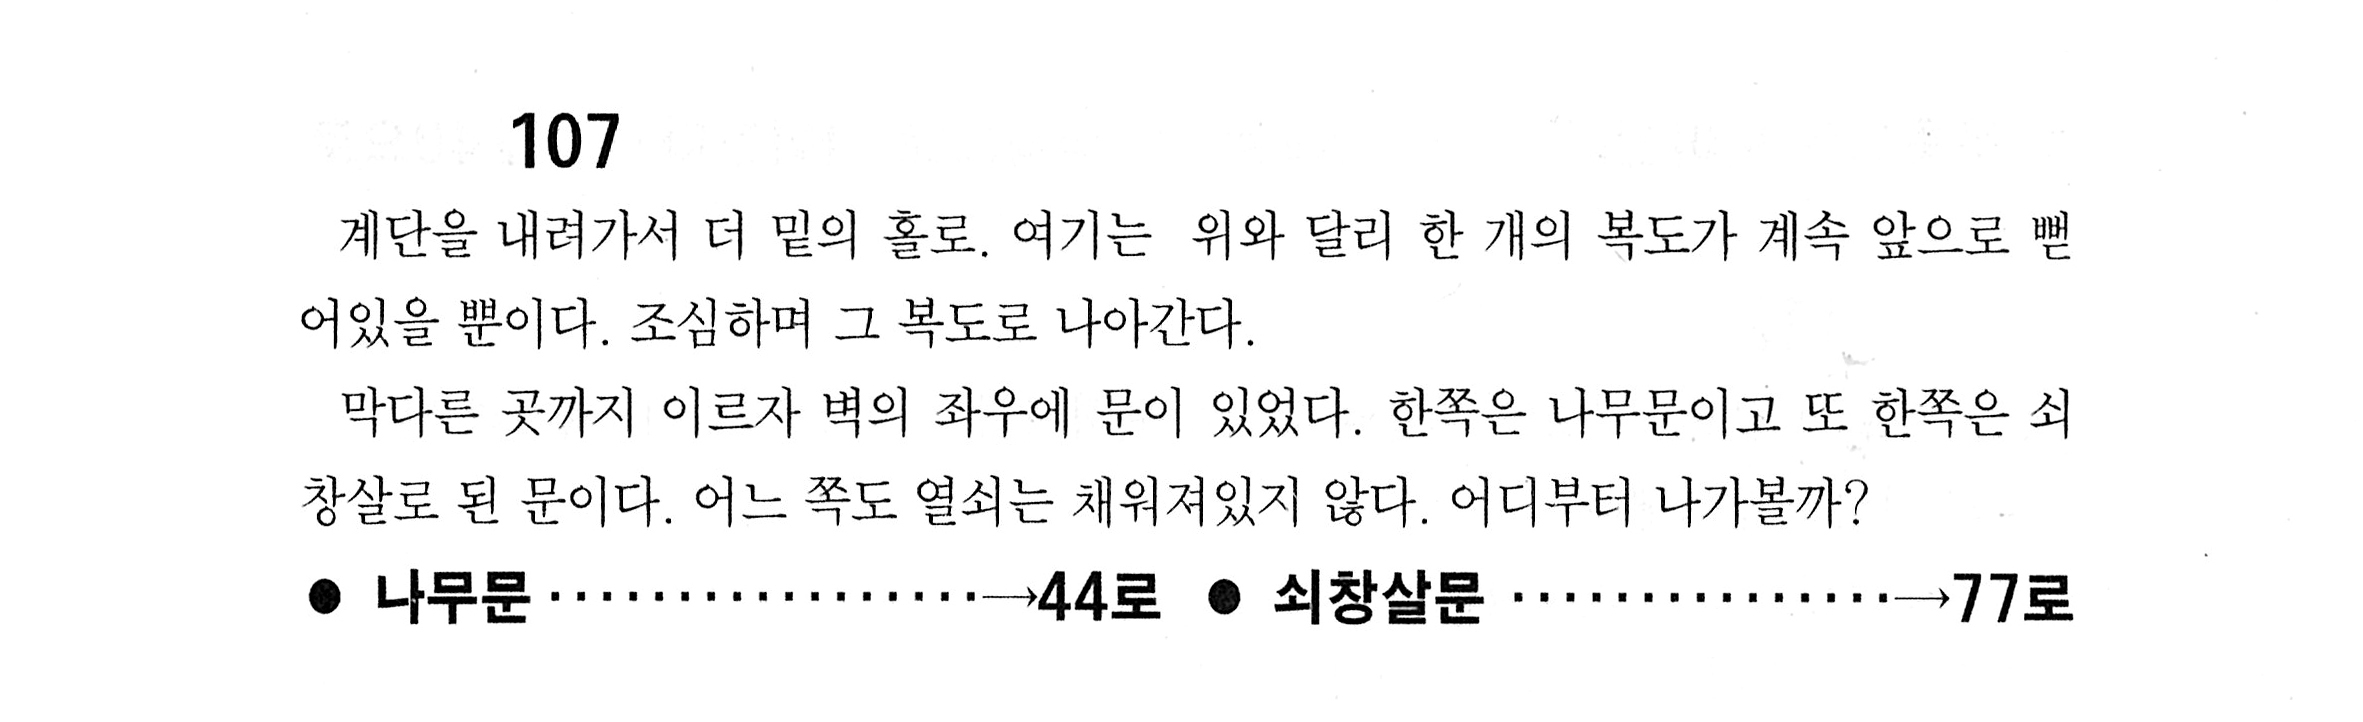 107
계단을 내려가서 더 밑의 홀로. 여기는 위와 달리 한 개의 복도가 계속 앞으로 뻗
어있을 뿐이다. 조심하며 그 복도로 나아간다.
막다른 곳까지 이르자 벽의 좌우에 문이 있었다. 한쪽은 나무문이고 또 한쪽은 쇠
창살로 된 문이다. 어느 쪽도 열쇠는 채워져있지 않다. 어디부터 나가볼까?
● 나무문·················→44로 ● 쇠창살문 ···············→77로